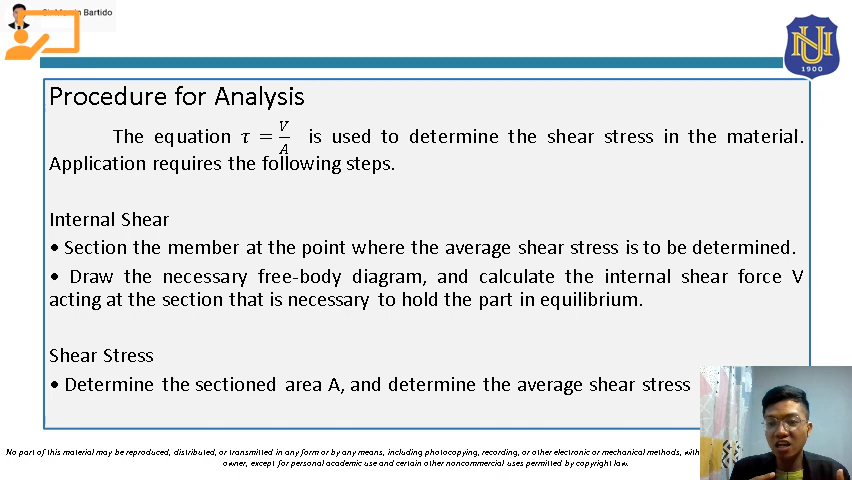 Sir Marvin Bartido
NU
1900
Procedure for Analysis
The equation τ = V/A is used to determine the shear stress in the material.
Application requires the following steps.
Internal Shear
• Section the member at the point where the average shear stress is to be determined.
• Draw the necessary free-body diagram, and calculate the internal shear force V
acting at the section that is necessary to hold the part in equilibrium.
Shear Stress
• Determine the sectioned area A, and determine the average shear stress
No part of this material may be reproduced, distributed, or transmitted in any form or by any means, including photocopying, recording, or other electronic or mechanical methods, with
owner, except for personal academic use and certain other noncommercial uses permitted by copyright law.